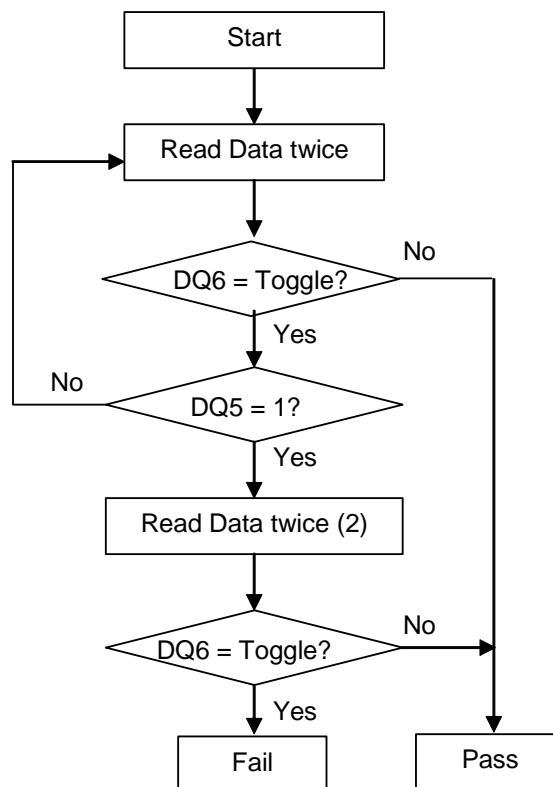 Start
Read Data twice
DQ6 = Toggle?
No
Yes
No
DQ5 = 1?
Yes
Read Data twice (2)
DQ6 = Toggle?
No
Yes
Fail
Pass